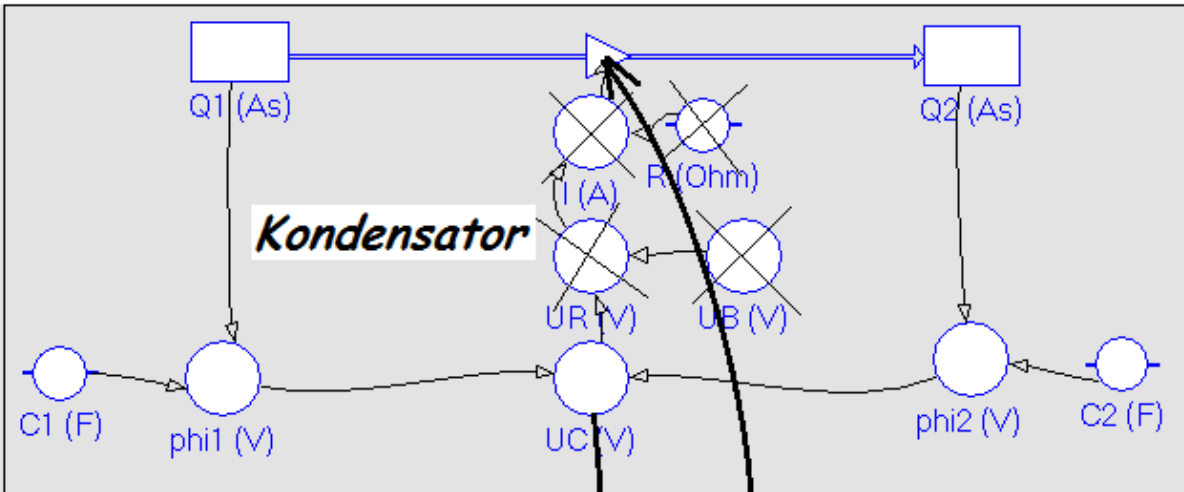 Q1 (As)
Q2 (As)
I (A)
R (Ohm)
Kondensator
UR (V)
UB (V)
C1 (F)
phi1 (V)
UC (V)
phi2 (V)
C2 (F)